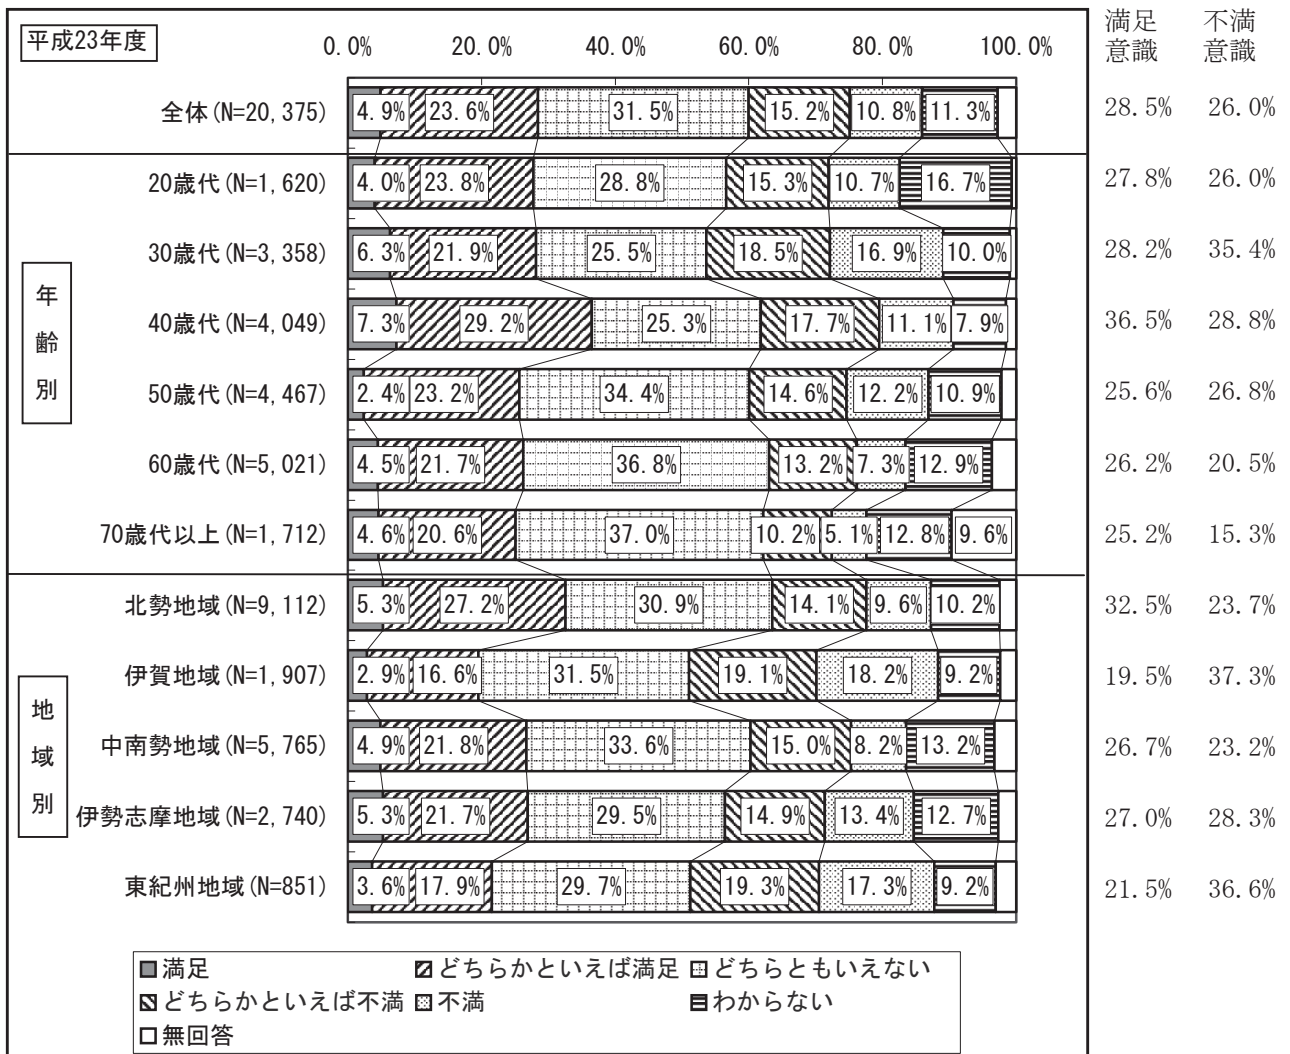 満足 不満
意識 意識
平成23年度
0.0% 20.0% 40.0% 60.0% 80.0% 100.0%
全体(N=20,375) 4.9% 23.6% 31.5% 15.2% 10.8% 11.3% 28.5% 26.0%
年齢別
20歳代(N=1,620) 4.0% 23.8% 28.8% 15.3% 10.7% 16.7% 27.8% 26.0%
30歳代(N=3,358) 6.3% 21.9% 25.5% 18.5% 16.9% 10.0% 28.2% 35.4%
40歳代(N=4,049) 7.3% 29.2% 25.3% 17.7% 11.1% 7.9% 36.5% 28.8%
50歳代(N=4,467) 2.4% 23.2% 34.4% 14.6% 12.2% 10.9% 25.6% 26.8%
60歳代(N=5,021) 4.5% 21.7% 36.8% 13.2% 7.3% 12.9% 26.2% 20.5%
70歳代以上(N=1,712) 4.6% 20.6% 37.0% 10.2% 5.1% 12.8% 9.6% 25.2% 15.3%
地域別
北勢地域(N=9,112) 5.3% 27.2% 30.9% 14.1% 9.6% 10.2% 32.5% 23.7%
伊賀地域(N=1,907) 2.9% 16.6% 31.5% 19.1% 18.2% 9.2% 19.5% 37.3%
中南勢地域(N=5,765) 4.9% 21.8% 33.6% 15.0% 8.2% 13.2% 26.7% 23.2%
伊勢志摩地域(N=2,740) 5.3% 21.7% 29.5% 14.9% 13.4% 12.7% 27.0% 28.3%
東紀州地域(N=851) 3.6% 17.9% 29.7% 19.3% 17.3% 9.2% 21.5% 36.6%
満足 どちらかといえば満足 どちらともいえない
どちらかといえば不満 不満 わからない
無回答